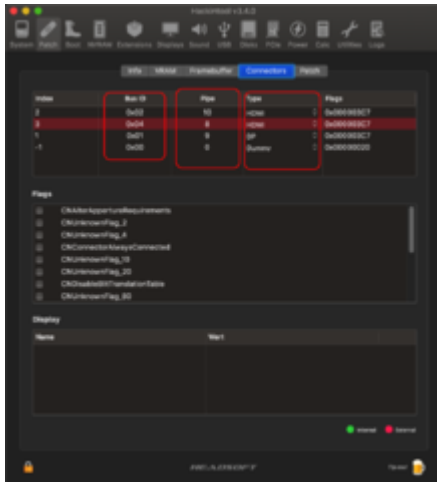 Hackintool v3.4.0
System Patch Boot NVRAM Extensions Displays Sound USB Disks PCIe Power Calc Utilities Logs
Info VRAM Framebuffer Connectors Patch
Index Bus ID Pipe Type Flags
2 0x02 10 HDMI 0x000003C7
3 0x04 8 HDMI 0x000003C7
1 0x01 9 DP 0x000003C7
-1 0x00 0 Dummy 0x00000020
Flags
CNAlterAppertureRequirements
CNUnknownFlag_2
CNUnknownFlag_4
CNConnectorAlwaysConnected
CNUnknownFlag_10
CNUnknownFlag_20
CNDisableBlitTranslationTable
CNUnknownFlag_80
Display
Name Wert
Internal External
HEADSOFT